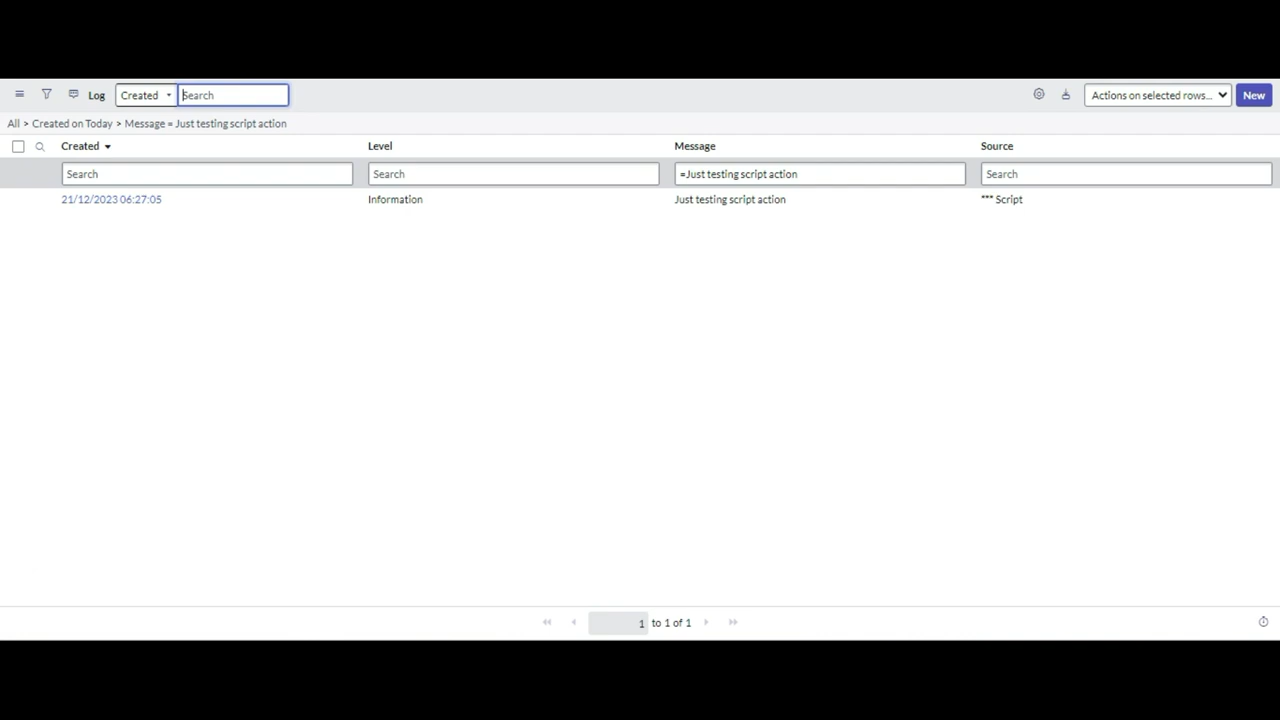 Log Created Search Actions on selected rows... New
All > Created on Today > Message = Just testing script action
Created Level Message Source
Search Search =Just testing script action Search
21/12/2023 06:27:05 Information Just testing script action *** Script
1 to 1 of 1